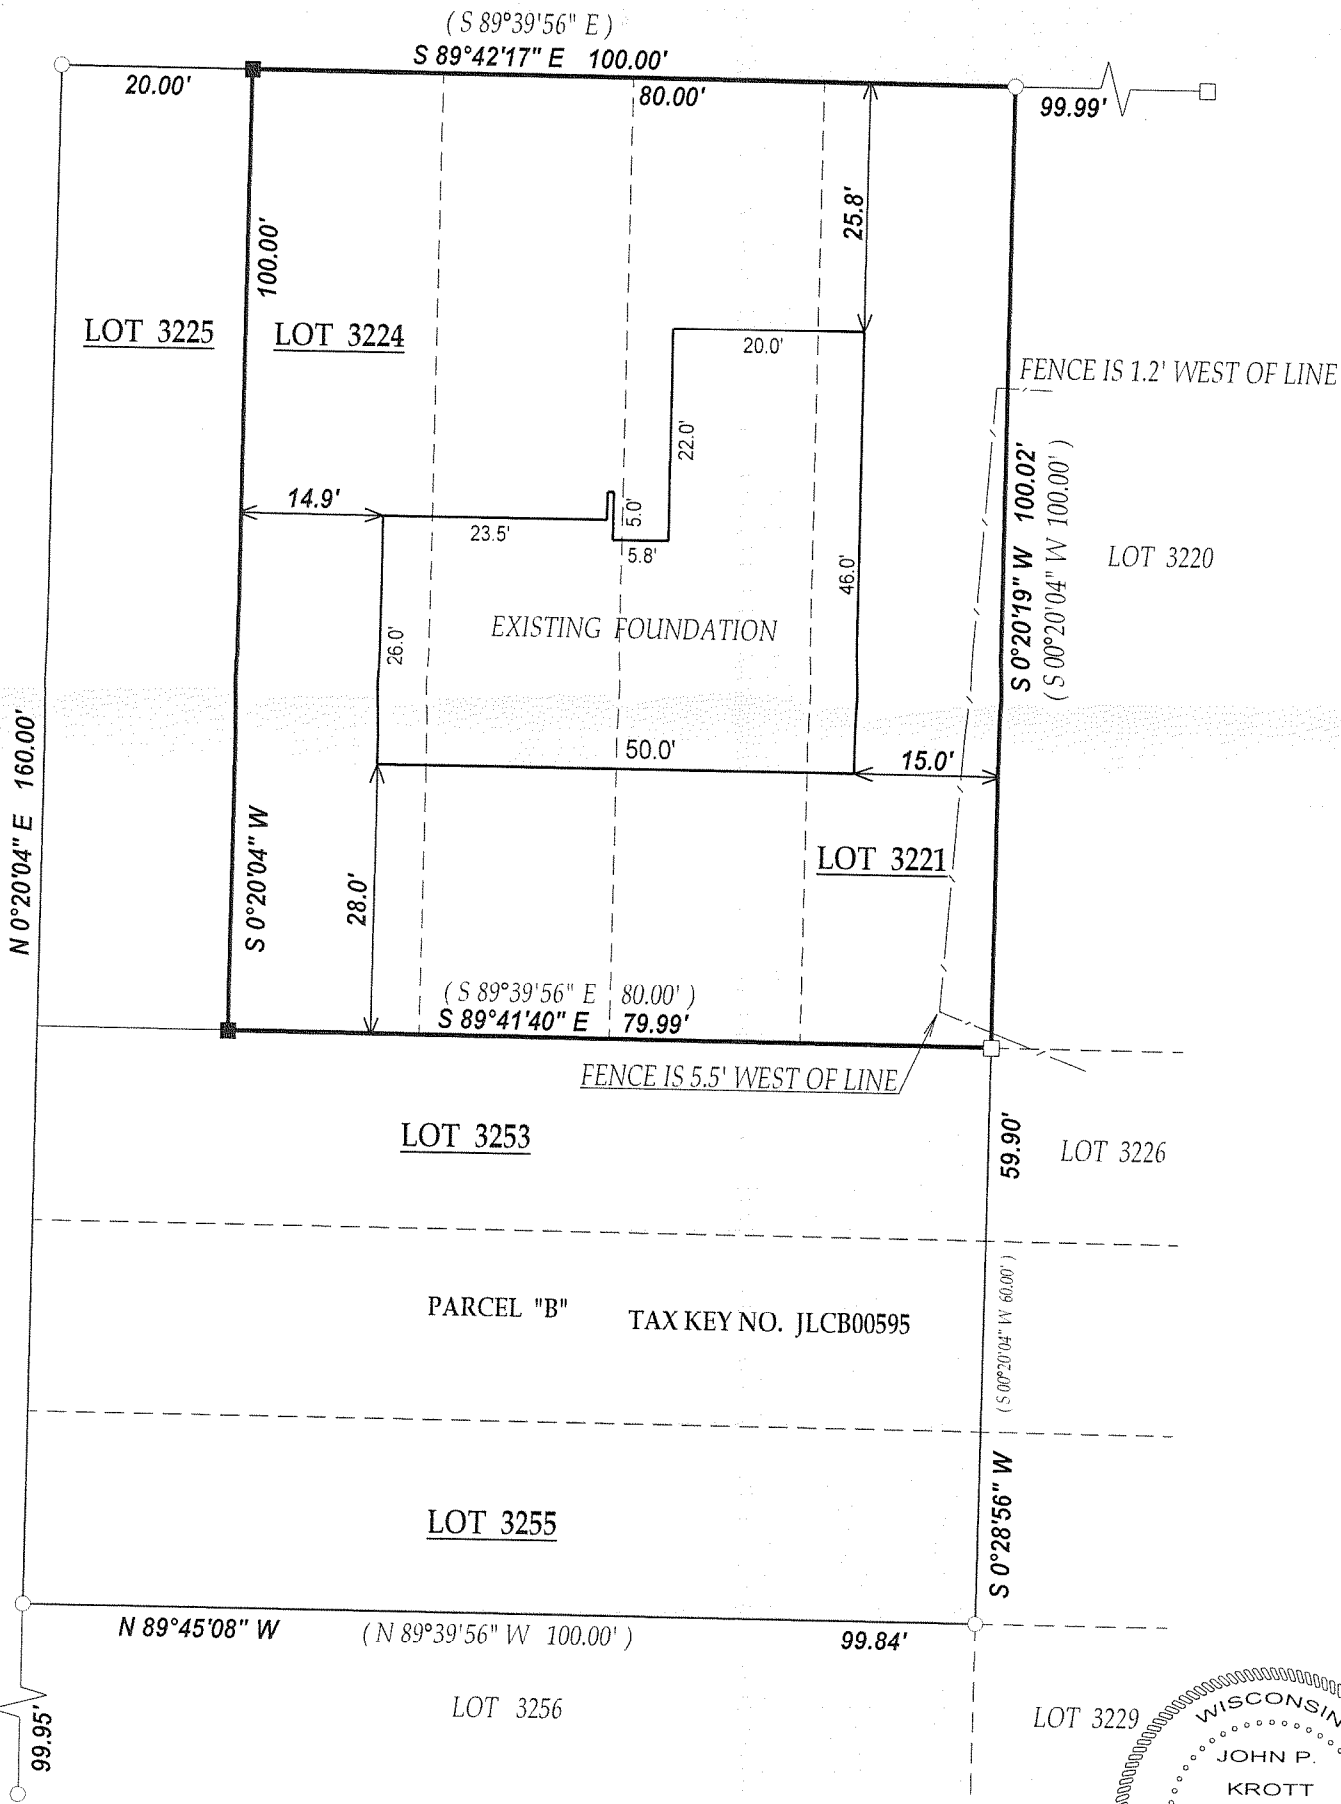 ( S 89°39'56" E )
S 89°42'17" E 100.00'
20.00'
80.00'
99.99'
25.8'
100.00'
LOT 3225
LOT 3224
20.0'
FENCE IS 1.2' WEST OF LINE
22.0'
14.9'
23.5'
5.0'
5.8'
46.0'
S 0°20'19" W 100.02'
( S 00°20'04" W 100.00' )
LOT 3220
EXISTING FOUNDATION
26.0'
50.0'
15.0'
N 0°20'04" E 160.00'
S 0°20'04" W
28.0'
LOT 3221
( S 89°39'56" E 80.00' )
S 89°41'40" E 79.99'
FENCE IS 5.5' WEST OF LINE
LOT 3253
59.90'
LOT 3226
PARCEL "B" TAX KEY NO. JLCB00595
( S 00°20'04" W 60.00' )
LOT 3255
S 0°28'56" W
N 89°45'08" W
( N 89°39'56" W 100.00' )
99.84'
LOT 3256
LOT 3229
99.95'
WISCONSIN
JOHN P.
KROTT